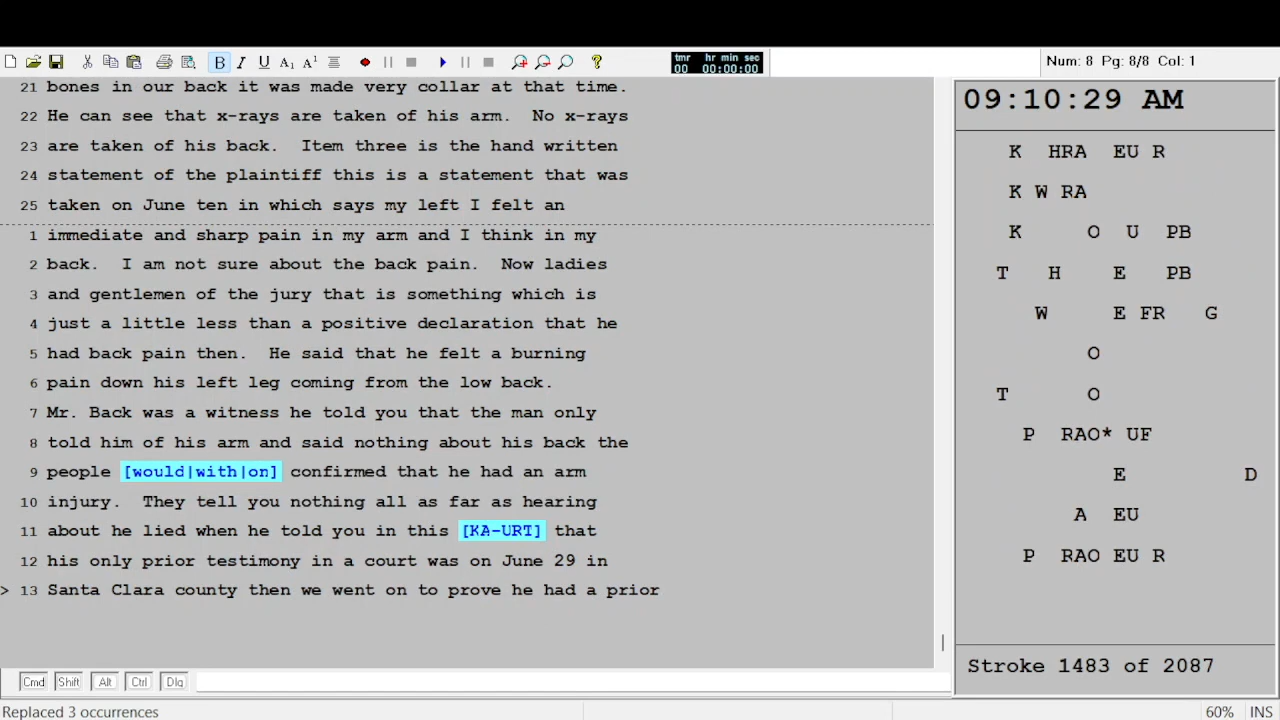 B I U A₁ A¹ ?
tmr hr min sec
00 00:00:00
Num: 8 Pg: 8/8 Col: 1
21 bones in our back it was made very collar at that time.
22 He can see that x-rays are taken of his arm. No x-rays
23 are taken of his back. Item three is the hand written
24 statement of the plaintiff this is a statement that was
25 taken on June ten in which says my left I felt an
1 immediate and sharp pain in my arm and I think in my
2 back. I am not sure about the back pain. Now ladies
3 and gentlemen of the jury that is something which is
4 just a little less than a positive declaration that he
5 had back pain then. He said that he felt a burning
6 pain down his left leg coming from the low back.
7 Mr. Back was a witness he told you that the man only
8 told him of his arm and said nothing about his back the
9 people [would|with|on] confirmed that he had an arm
10 injury. They tell you nothing all as far as hearing
11 about he lied when he told you in this [KA-URT] that
12 his only prior testimony in a court was on June 29 in
> 13 Santa Clara county then we went on to prove he had a prior
09:10:29 AM
K HRA EU R
K W RA
K O U PB
T H E PB
W E FR G
O
T O
P RAO* UF
E D
A EU
P RAO EU R
Stroke 1483 of 2087
Cmd Shift Alt Ctrl Dlg
Replaced 3 occurrences
60% INS